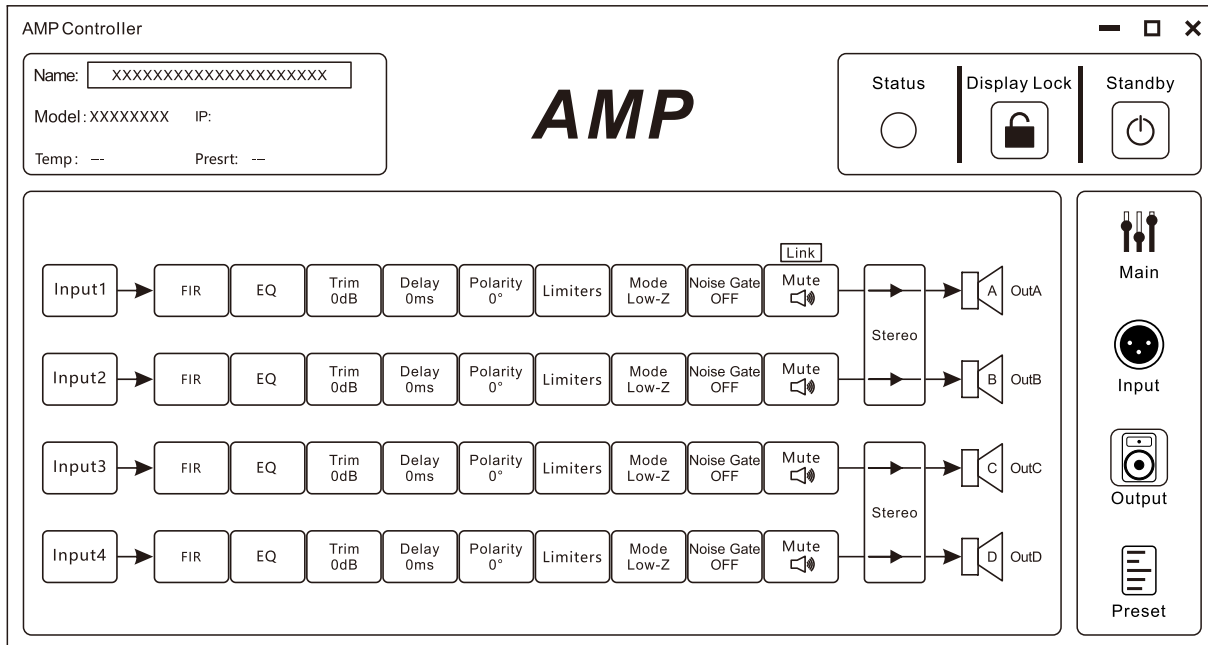 AMP Controller
Name: XXXXXXXXXXXXXXXXXXXXX
Model: XXXXXXXX IP:
Temp: --- Presrt: ---
AMP
Status Display Lock Standby
Link
Input1 FIR EQ Trim 0dB Delay 0ms Polarity 0° Limiters Mode Low-Z Noise Gate OFF Mute A OutA
Stereo
Input2 FIR EQ Trim 0dB Delay 0ms Polarity 0° Limiters Mode Low-Z Noise Gate OFF Mute B OutB
Input3 FIR EQ Trim 0dB Delay 0ms Polarity 0° Limiters Mode Low-Z Noise Gate OFF Mute C OutC
Stereo
Input4 FIR EQ Trim 0dB Delay 0ms Polarity 0° Limiters Mode Low-Z Noise Gate OFF Mute D OutD
Main
Input
Output
Preset